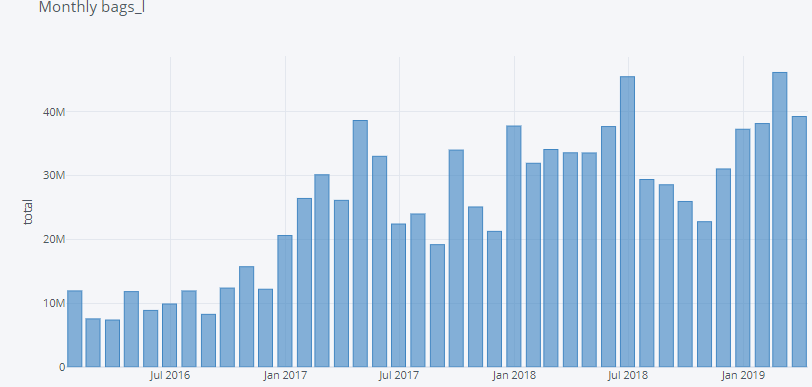 Monthly bags_l
total
40M
30M
20M
10M
0
Jul 2016
Jan 2017
Jul 2017
Jan 2018
Jul 2018
Jan 2019